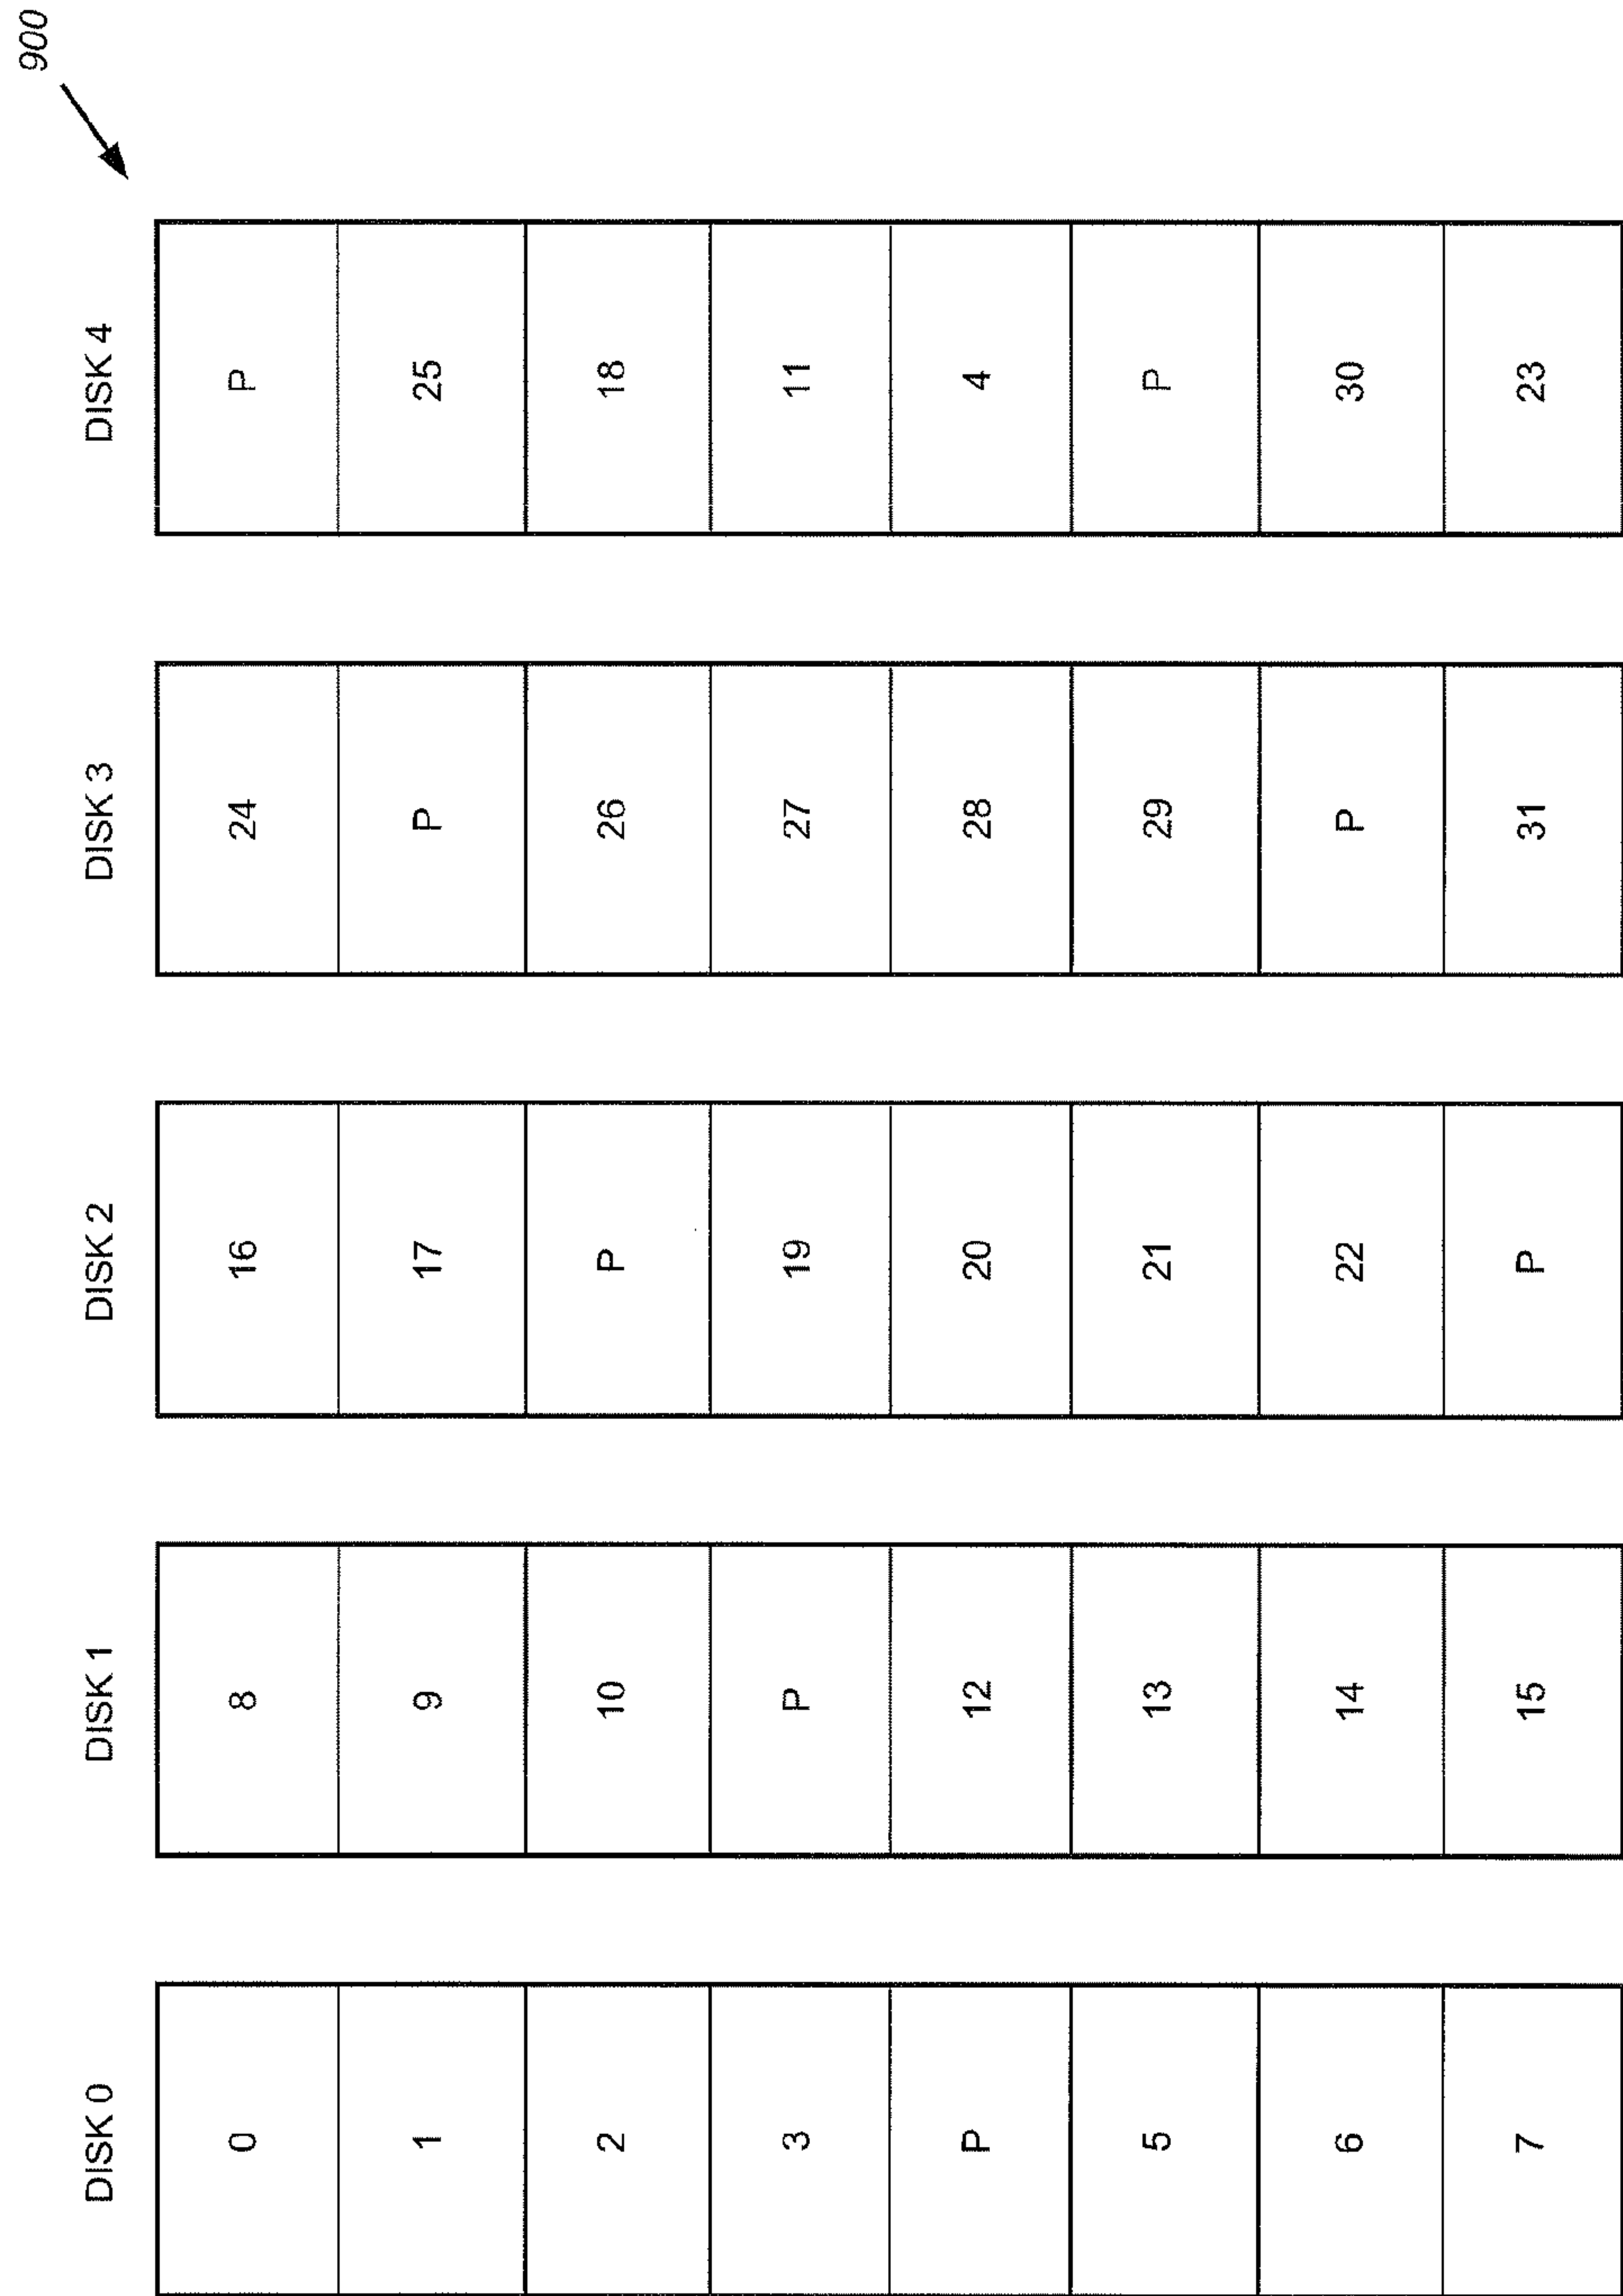 900
DISK 0 DISK 1 DISK 2 DISK 3 DISK 4
0 8 16 24 P
1 9 17 P 25
2 10 P 26 18
3 P 19 27 11
P 12 20 28 4
5 13 21 29 P
6 14 22 P 30
7 15 P 31 23